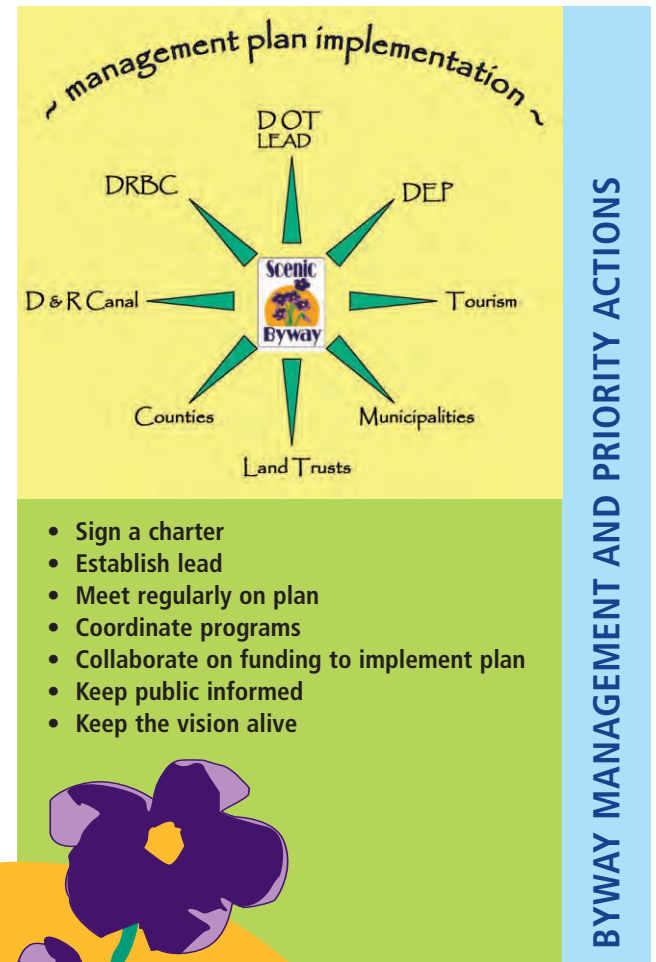 ~ management plan implementation ~
DOT
LEAD
DRBC
DEP
Scenic
Byway
D & R Canal
Tourism
Counties
Municipalities
Land Trusts
• Sign a charter
• Establish lead
• Meet regularly on plan
• Coordinate programs
• Collaborate on funding to implement plan
• Keep public informed
• Keep the vision alive
BYWAY MANAGEMENT AND PRIORITY ACTIONS